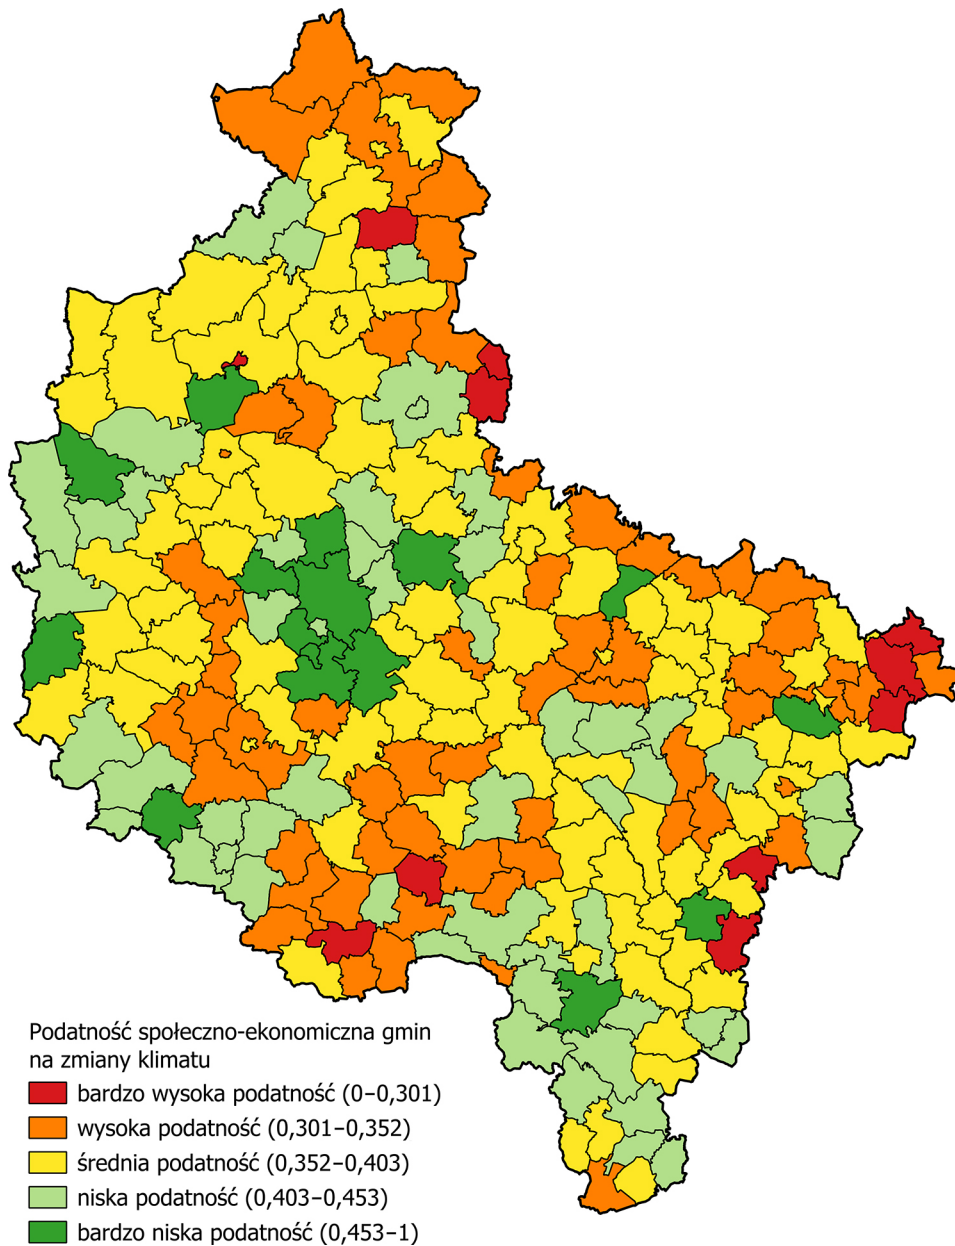 Podatność społeczno-ekonomiczna gmin
na zmiany klimatu
bardzo wysoka podatność (0–0,301)
wysoka podatność (0,301–0,352)
średnia podatność (0,352–0,403)
niska podatność (0,403–0,453)
bardzo niska podatność (0,453–1)